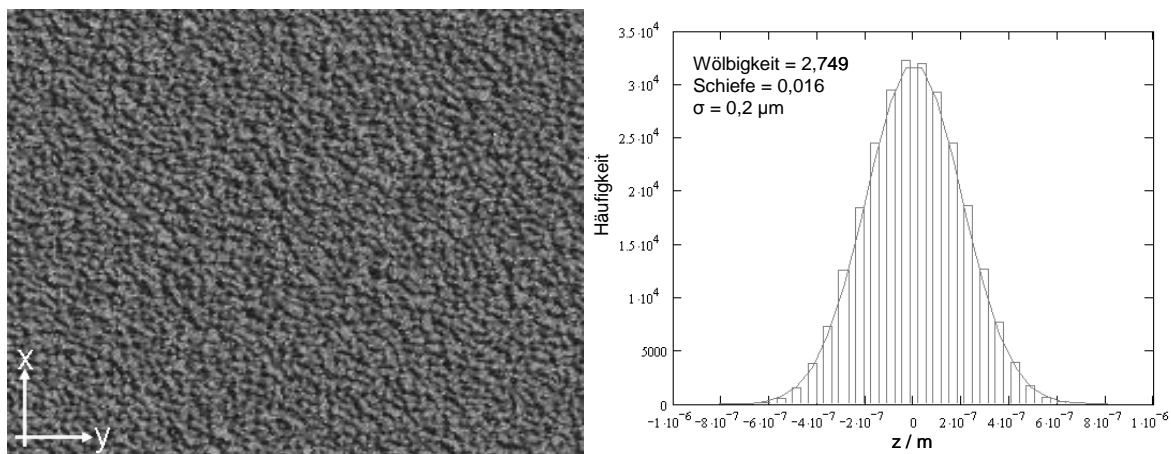 x
y
Wölbigkeit = 2,749
Schiefe = 0,016
σ = 0,2 µm
Häufigkeit
3.5·10⁴
3·10⁴
2.5·10⁴
2·10⁴
1.5·10⁴
1·10⁴
5000
0
−1·10⁻⁶ −8·10⁻⁷ −6·10⁻⁷ −4·10⁻⁷ −2·10⁻⁷ 0 2·10⁻⁷ 4·10⁻⁷ 6·10⁻⁷ 8·10⁻⁷ 1·10⁻⁶
z / m